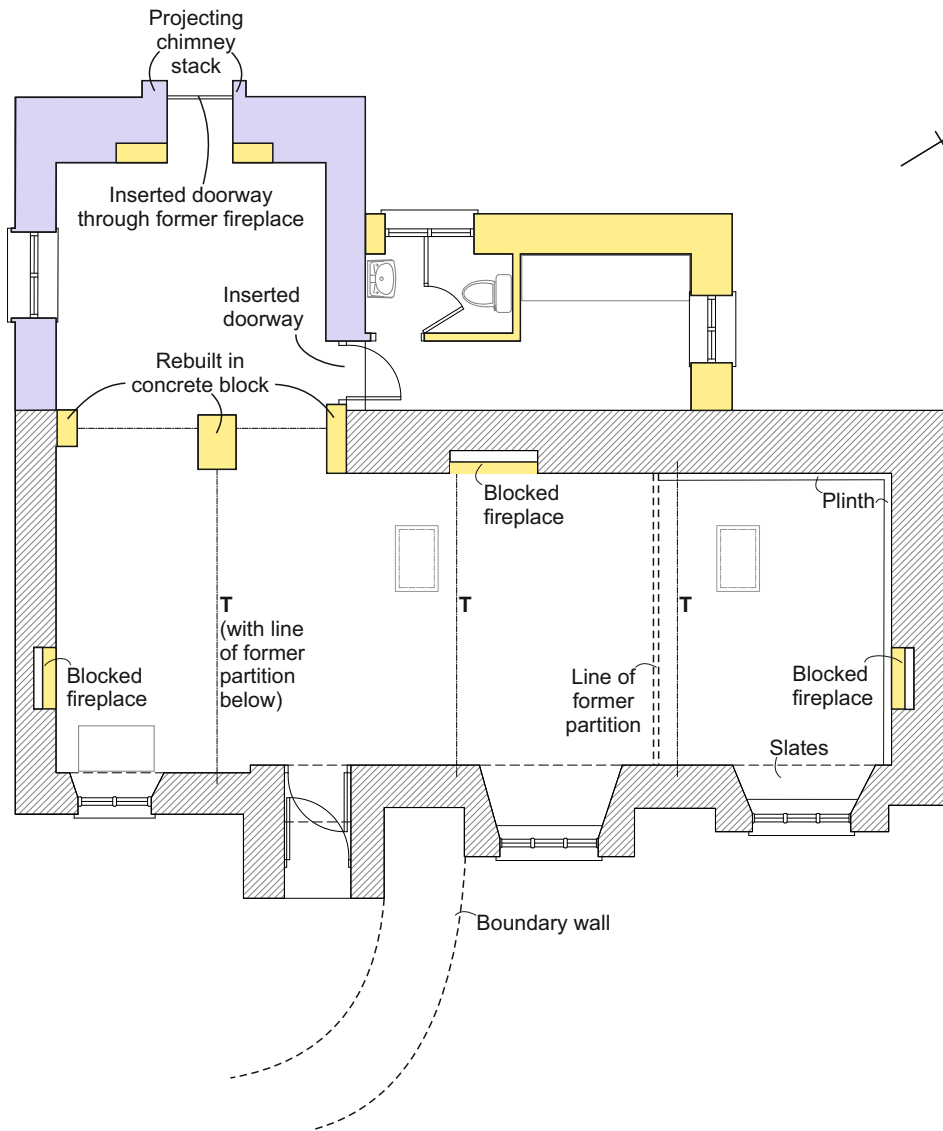 Projecting
chimney
stack
Inserted doorway
through former fireplace
Inserted
doorway
Rebuilt in
concrete block
Blocked
fireplace
Plinth
T
(with line
of former
partition
below)
T
T
Blocked
fireplace
Line of
former
partition
Blocked
fireplace
Slates
Boundary wall